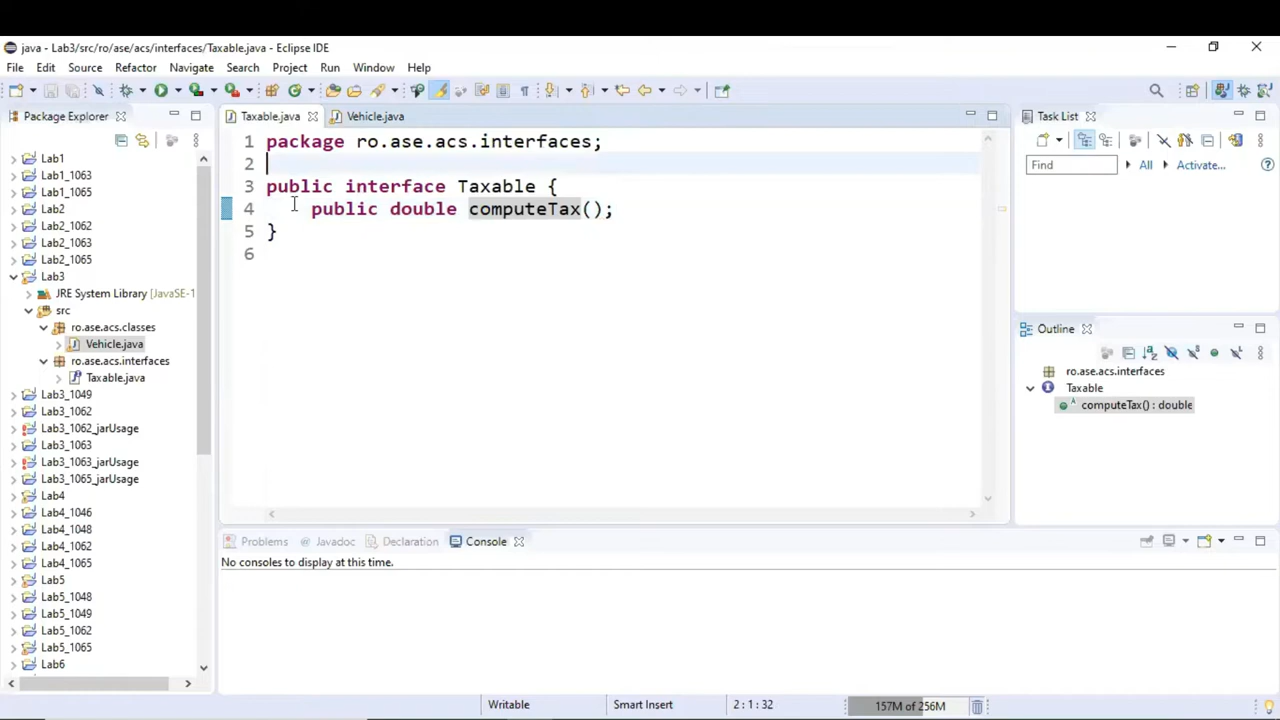 java - Lab3/src/ro/ase/acs/interfaces/Taxable.java - Eclipse IDE
File Edit Source Refactor Navigate Search Project Run Window Help
Package Explorer
Lab1
Lab1_1063
Lab1_1065
Lab2
Lab2_1062
Lab2_1063
Lab2_1065
Lab3
JRE System Library [JavaSE-1
src
ro.ase.acs.classes
Vehicle.java
ro.ase.acs.interfaces
Taxable.java
Lab3_1049
Lab3_1062
Lab3_1062_jarUsage
Lab3_1063
Lab3_1063_jarUsage
Lab3_1065_jarUsage
Lab4
Lab4_1046
Lab4_1048
Lab4_1062
Lab4_1065
Lab5
Lab5_1048
Lab5_1049
Lab5_1062
Lab5_1065
Lab6
Taxable.java Vehicle.java
1 package ro.ase.acs.interfaces;
2
3 public interface Taxable {
4 public double computeTax();
5 }
6
Task List
Find All Activate...
Outline
ro.ase.acs.interfaces
Taxable
computeTax() : double
Problems Javadoc Declaration Console
No consoles to display at this time.
Writable Smart Insert 2 : 1 : 32 157M of 256M